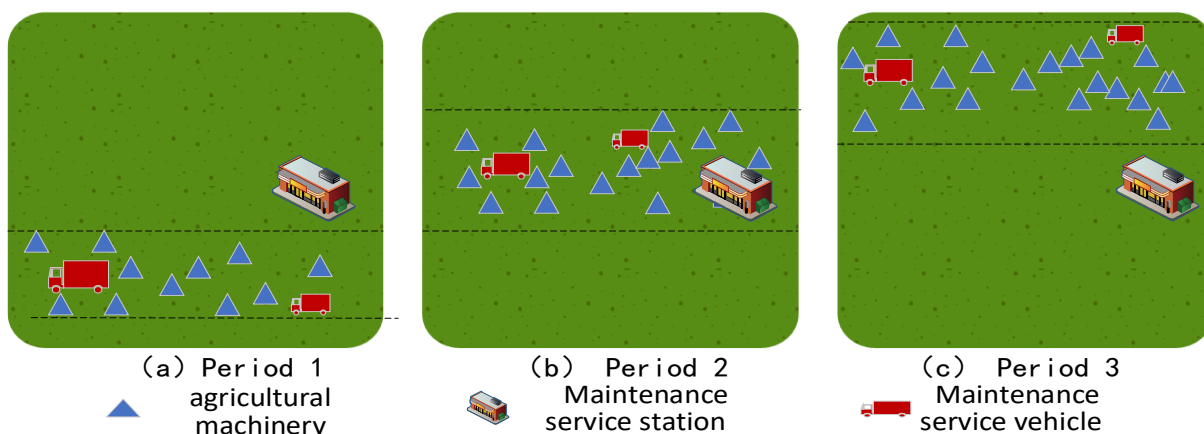 (a) Period 1
(b) Period 2
(c) Period 3
agricultural
machinery
Maintenance
service station
Maintenance
service vehicle